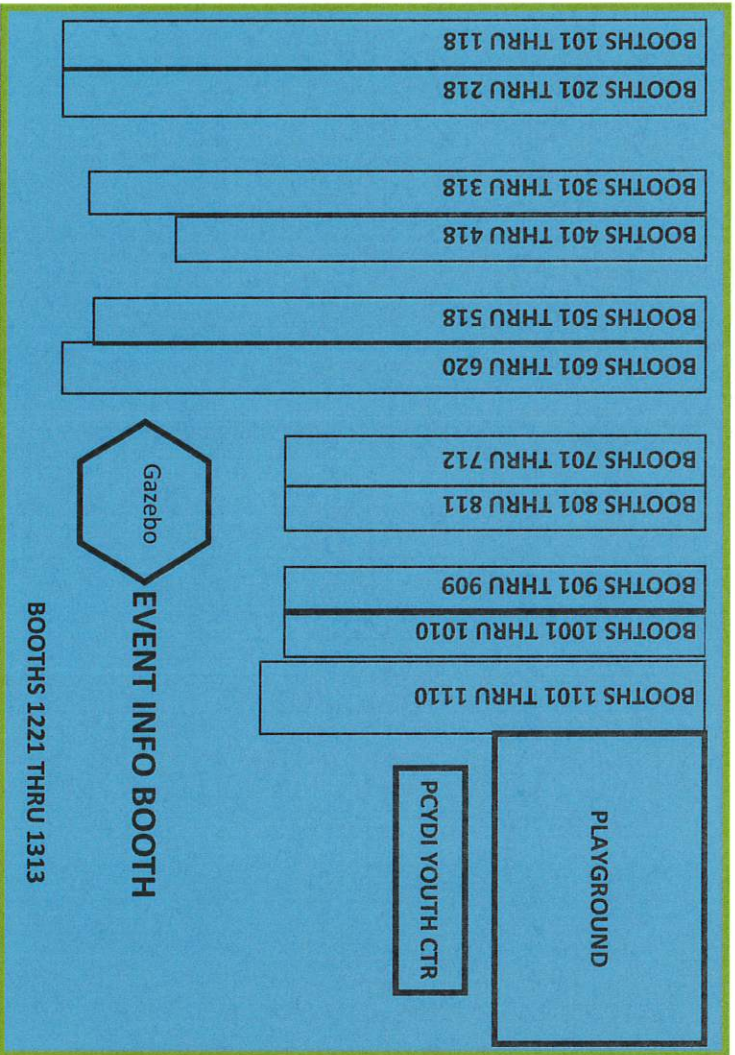 BOOTHS 101 THRU 118
BOOTHS 201 THRU 218
BOOTHS 301 THRU 318
BOOTHS 401 THRU 418
BOOTHS 501 THRU 518
BOOTHS 601 THRU 620
BOOTHS 701 THRU 712
BOOTHS 801 THRU 811
BOOTHS 901 THRU 909
BOOTHS 1001 THRU 1010
BOOTHS 1101 THRU 1110
PLAYGROUND
PCYDI YOUTH CTR
Gazebo
EVENT INFO BOOTH
BOOTHS 1221 THRU 1313